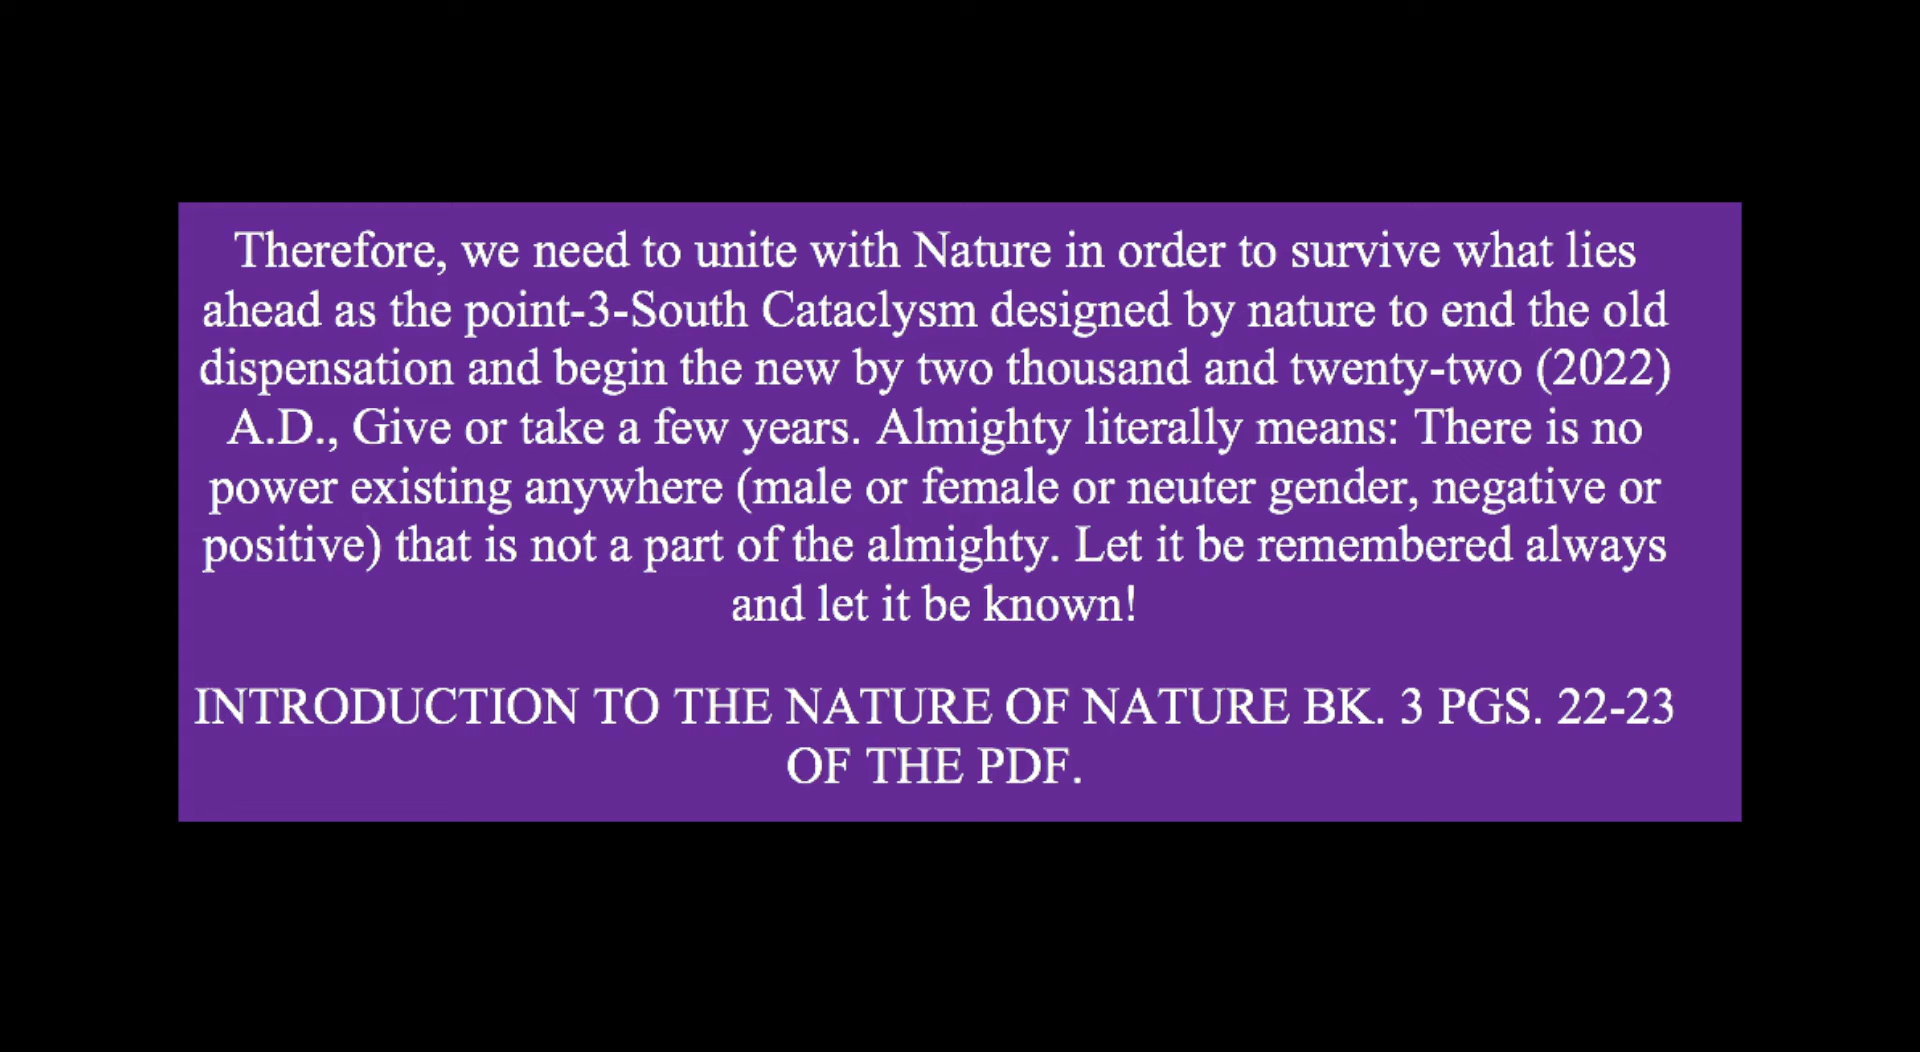 Therefore, we need to unite with Nature in order to survive what lies
ahead as the point-3-South Cataclysm designed by nature to end the old
dispensation and begin the new by two thousand and twenty-two (2022)
A.D., Give or take a few years. Almighty literally means: There is no
power existing anywhere (male or female or neuter gender, negative or
positive) that is not a part of the almighty. Let it be remembered always
and let it be known!
INTRODUCTION TO THE NATURE OF NATURE BK. 3 PGS. 22-23
OF THE PDF.